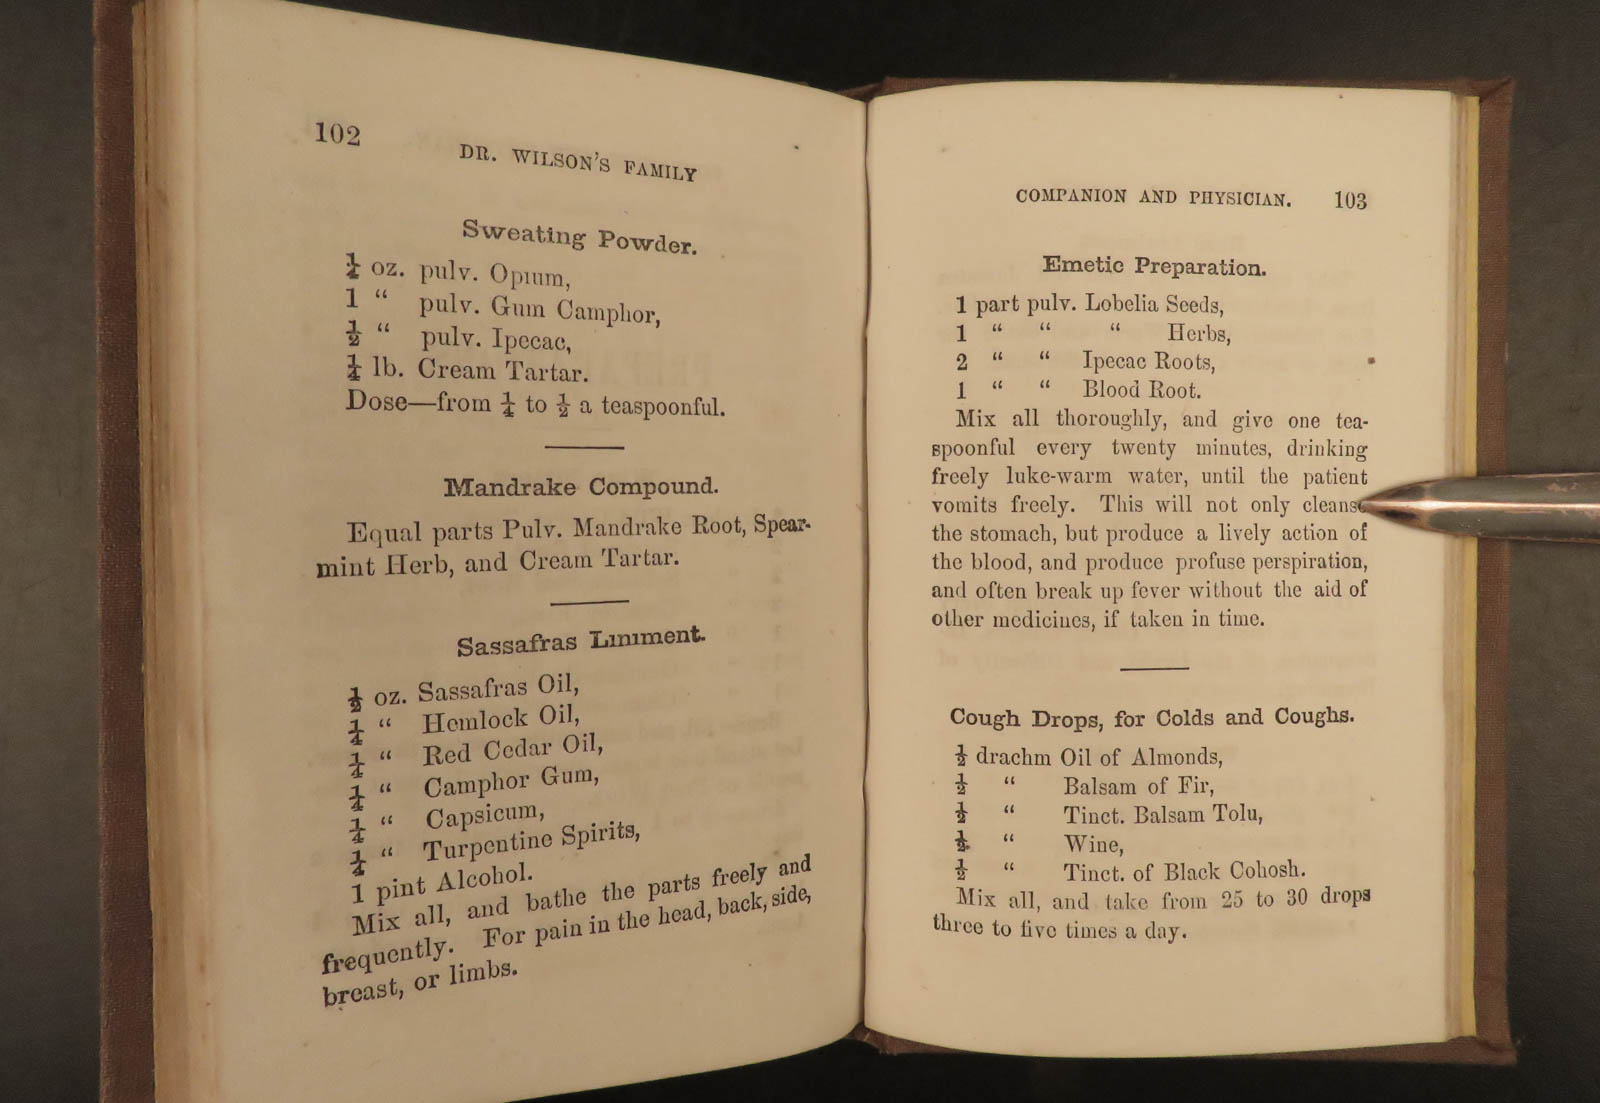 102
DR. WILSON'S FAMILY
Sweating Powder.
¼ oz. pulv. Opium,
1 “ pulv. Gum Camphor,
½ “ pulv. Ipecac,
¼ lb. Cream Tartar.
Dose—from ¼ to ½ a teaspoonful.
Mandrake Compound.
Equal parts Pulv. Mandrake Root, Spear-
mint Herb, and Cream Tartar.
Sassafras Liniment.
½ oz. Sassafras Oil,
¼ “ Hemlock Oil,
¼ “ Red Cedar Oil,
¼ “ Camphor Gum,
¼ “ Capsicum,
¼ “ Turpentine Spirits,
1 pint Alcohol.
Mix all, and bathe the parts freely and
frequently. For pain in the head, back, side,
breast, or limbs.
COMPANION AND PHYSICIAN. 103
Emetic Preparation.
1 part pulv. Lobelia Seeds,
1 “ “ “ Herbs,
2 “ “ Ipecac Roots,
1 “ “ Blood Root.
Mix all thoroughly, and give one tea-
spoonful every twenty minutes, drinking
freely luke-warm water, until the patient
vomits freely. This will not only cleanse
the stomach, but produce a lively action of
the blood, and produce profuse perspiration,
and often break up fever without the aid of
other medicines, if taken in time.
Cough Drops, for Colds and Coughs.
½ drachm Oil of Almonds,
½ “ Balsam of Fir,
½ “ Tinct. Balsam Tolu,
½ “ Wine,
½ “ Tinct. of Black Cohosh.
Mix all, and take from 25 to 30 drops
three to five times a day.